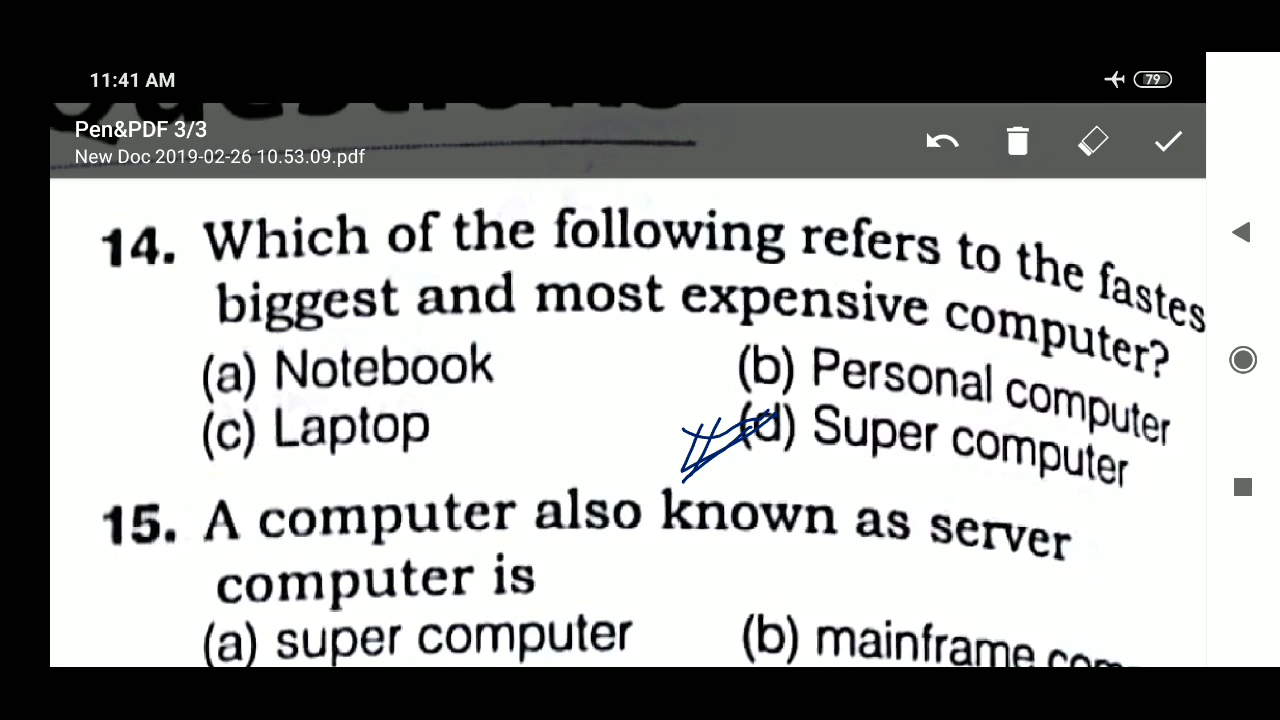 11:41 AM
79
Questions
Pen&PDF 3/3
New Doc 2019-02-26 10.53.09.pdf
14. Which of the following refers to the fastes
biggest and most expensive computer?
(a) Notebook (b) Personal computer
(c) Laptop (d) Super computer
15. A computer also known as server
computer is
(a) super computer (b) mainframe com